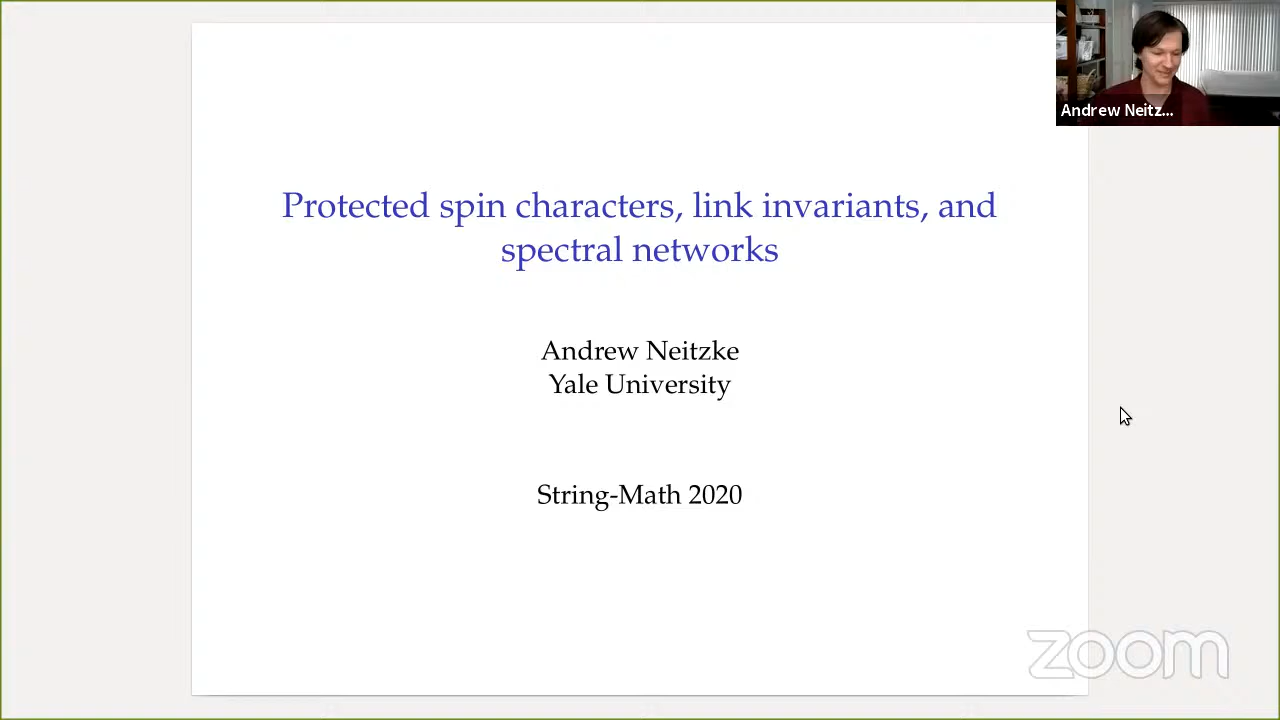 Andrew Neitz...
Protected spin characters, link invariants, and
spectral networks
Andrew Neitzke
Yale University
String-Math 2020
zoom